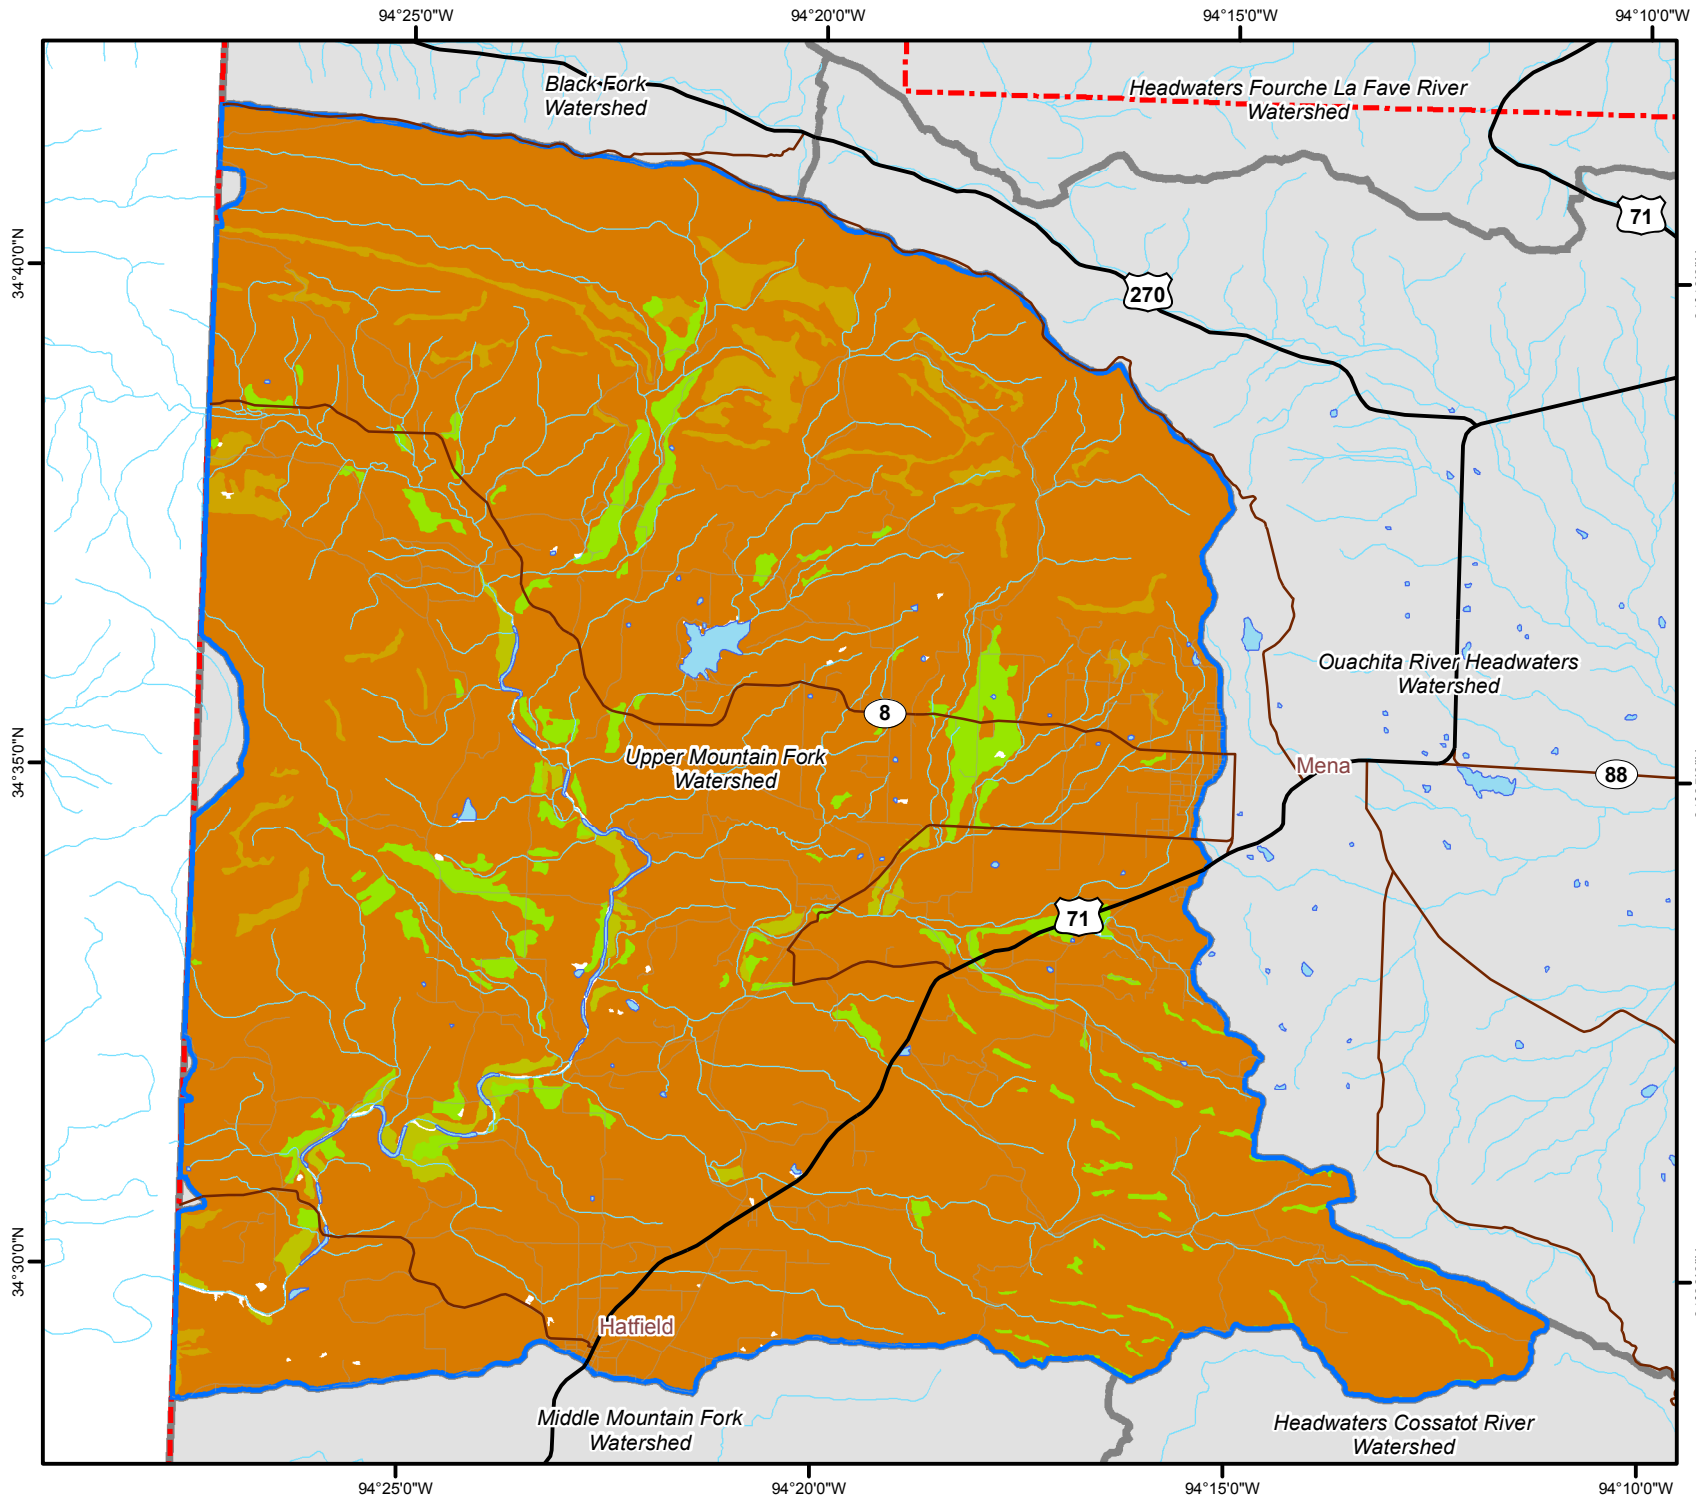 94°25'0"W
94°20'0"W
94°15'0"W
94°10'0"W
Black Fork
Watershed
Headwaters Fourche La Fave River
Watershed
71
34°40'0"N
270
Ouachita River Headwaters
Watershed
8
Upper Mountain Fork
Watershed
34°35'0"N
Mena
88
71
34°30'0"N
Hatfield
Middle Mountain Fork
Watershed
Headwaters Cossatot River
Watershed
94°25'0"W
94°20'0"W
94°15'0"W
94°10'0"W